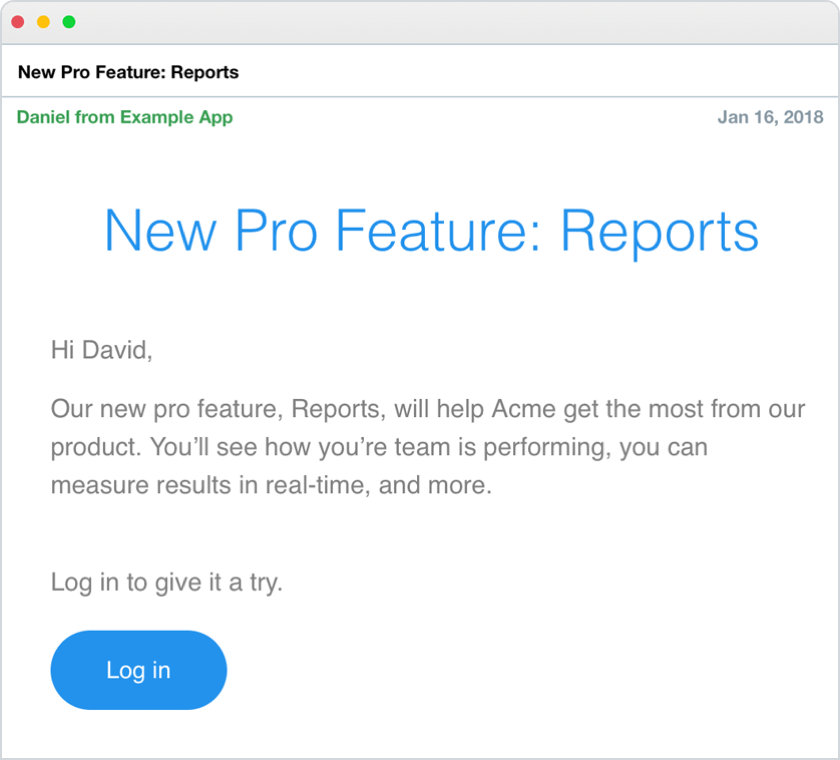 New Pro Feature: Reports
Daniel from Example App Jan 16, 2018
New Pro Feature: Reports
Hi David,
Our new pro feature, Reports, will help Acme get the most from our
product. You’ll see how you’re team is performing, you can
measure results in real-time, and more.
Log in to give it a try.
Log in